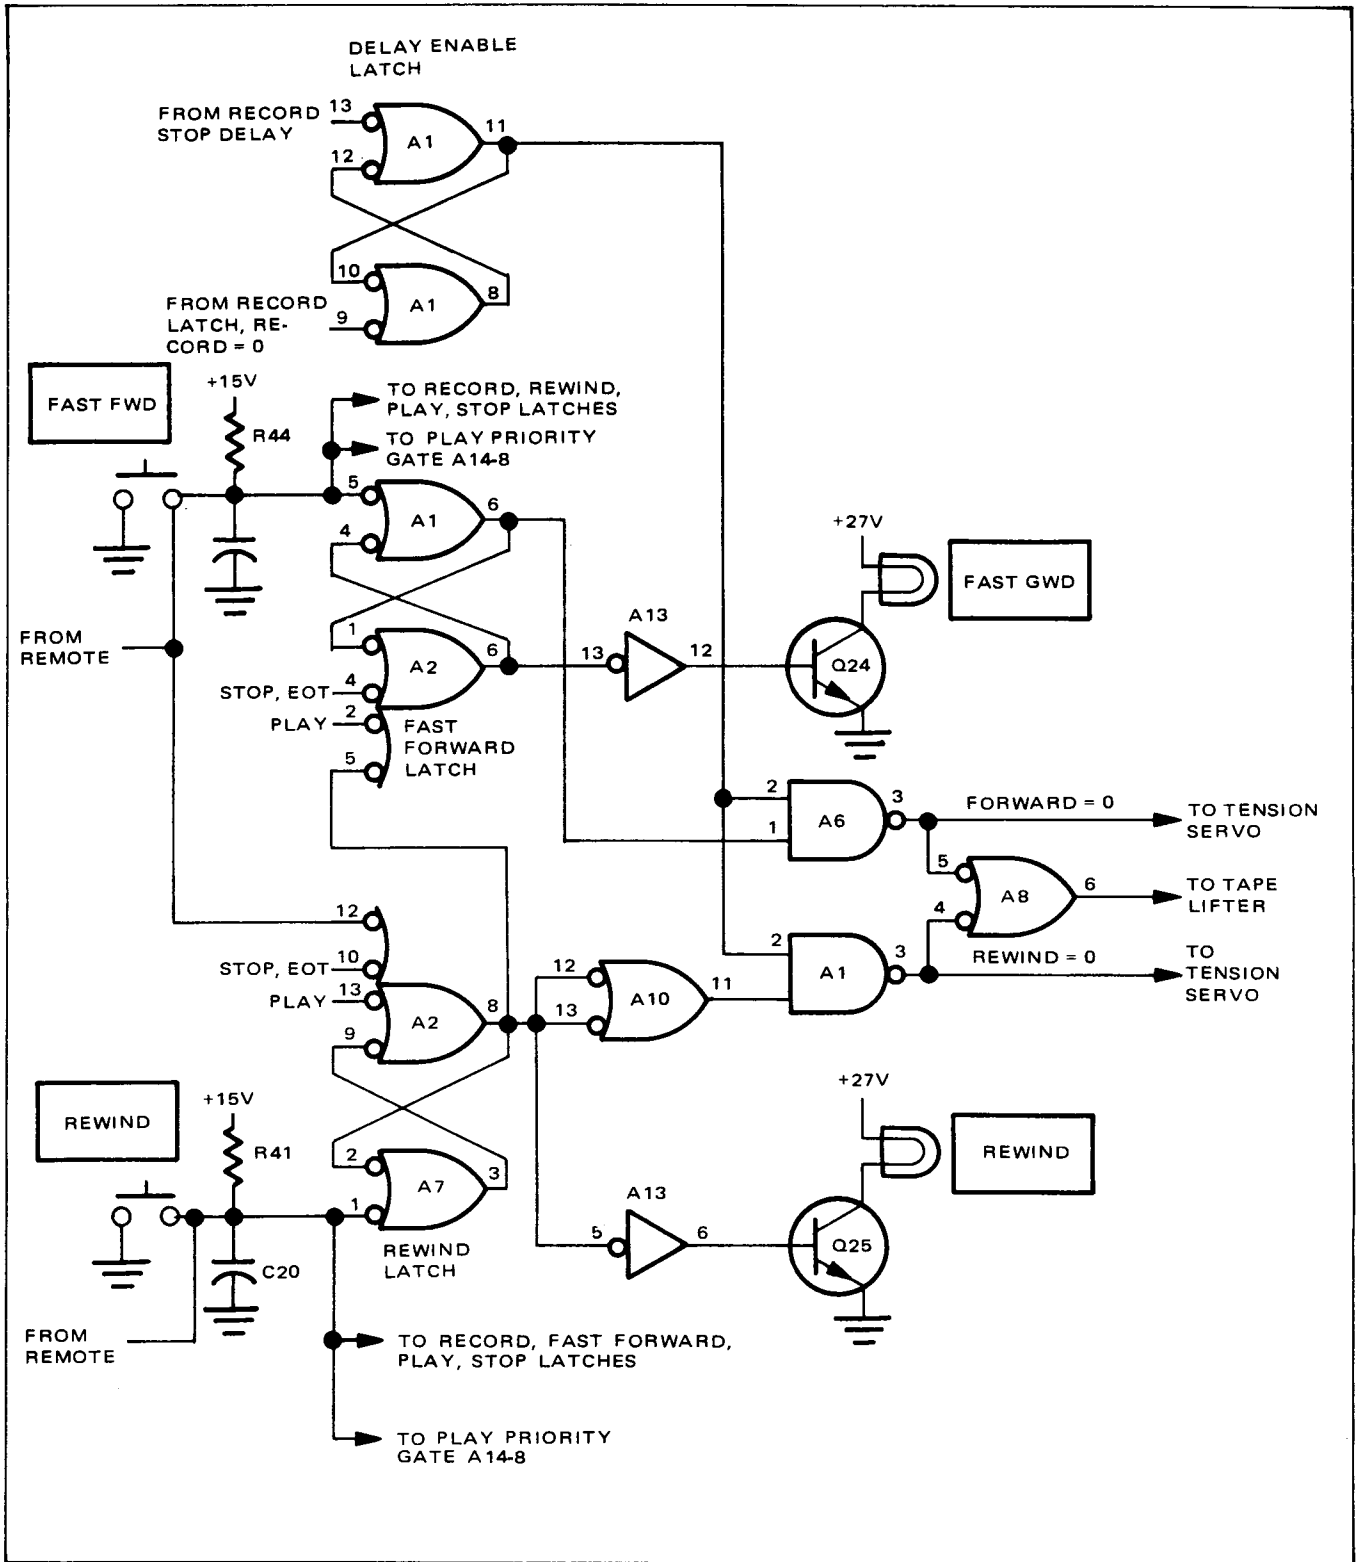 DELAY ENABLE
LATCH
FROM RECORD
STOP DELAY
13
12
A1
11
10
9
A1
8
FROM RECORD
LATCH, RE-
CORD = 0
FAST FWD
+15V
R44
TO RECORD, REWIND,
PLAY, STOP LATCHES
TO PLAY PRIORITY
GATE A14-8
5
4
A1
6
FROM
REMOTE
1
A2
6
STOP, EOT
4
PLAY
2
5
FAST
FORWARD
LATCH
A13
13
12
+27V
Q24
FAST GWD
2
1
A6
3
FORWARD = 0
TO TENSION
SERVO
5
4
A8
6
TO TAPE
LIFTER
2
A1
3
REWIND = 0
TO
TENSION
SERVO
12
STOP, EOT
10
PLAY
13
9
A2
8
12
13
A10
11
REWIND
+15V
R41
2
1
A7
3
REWIND
LATCH
C20
A13
5
6
+27V
Q25
REWIND
FROM
REMOTE
TO RECORD, FAST FORWARD,
PLAY, STOP LATCHES
TO PLAY PRIORITY
GATE A14-8